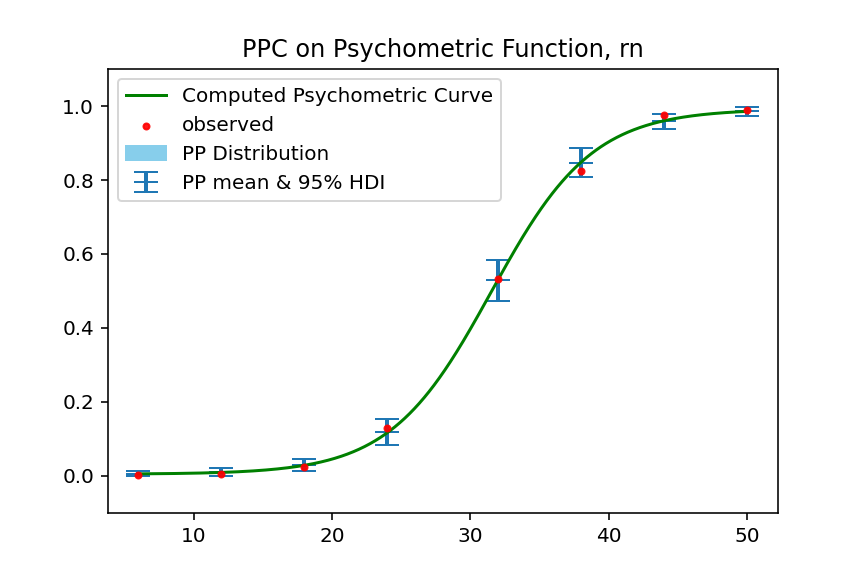 PPC on Psychometric Function, rn
Computed Psychometric Curve
observed
PP Distribution
PP mean & 95% HDI
1.0
0.8
0.6
0.4
0.2
0.0
10 20 30 40 50